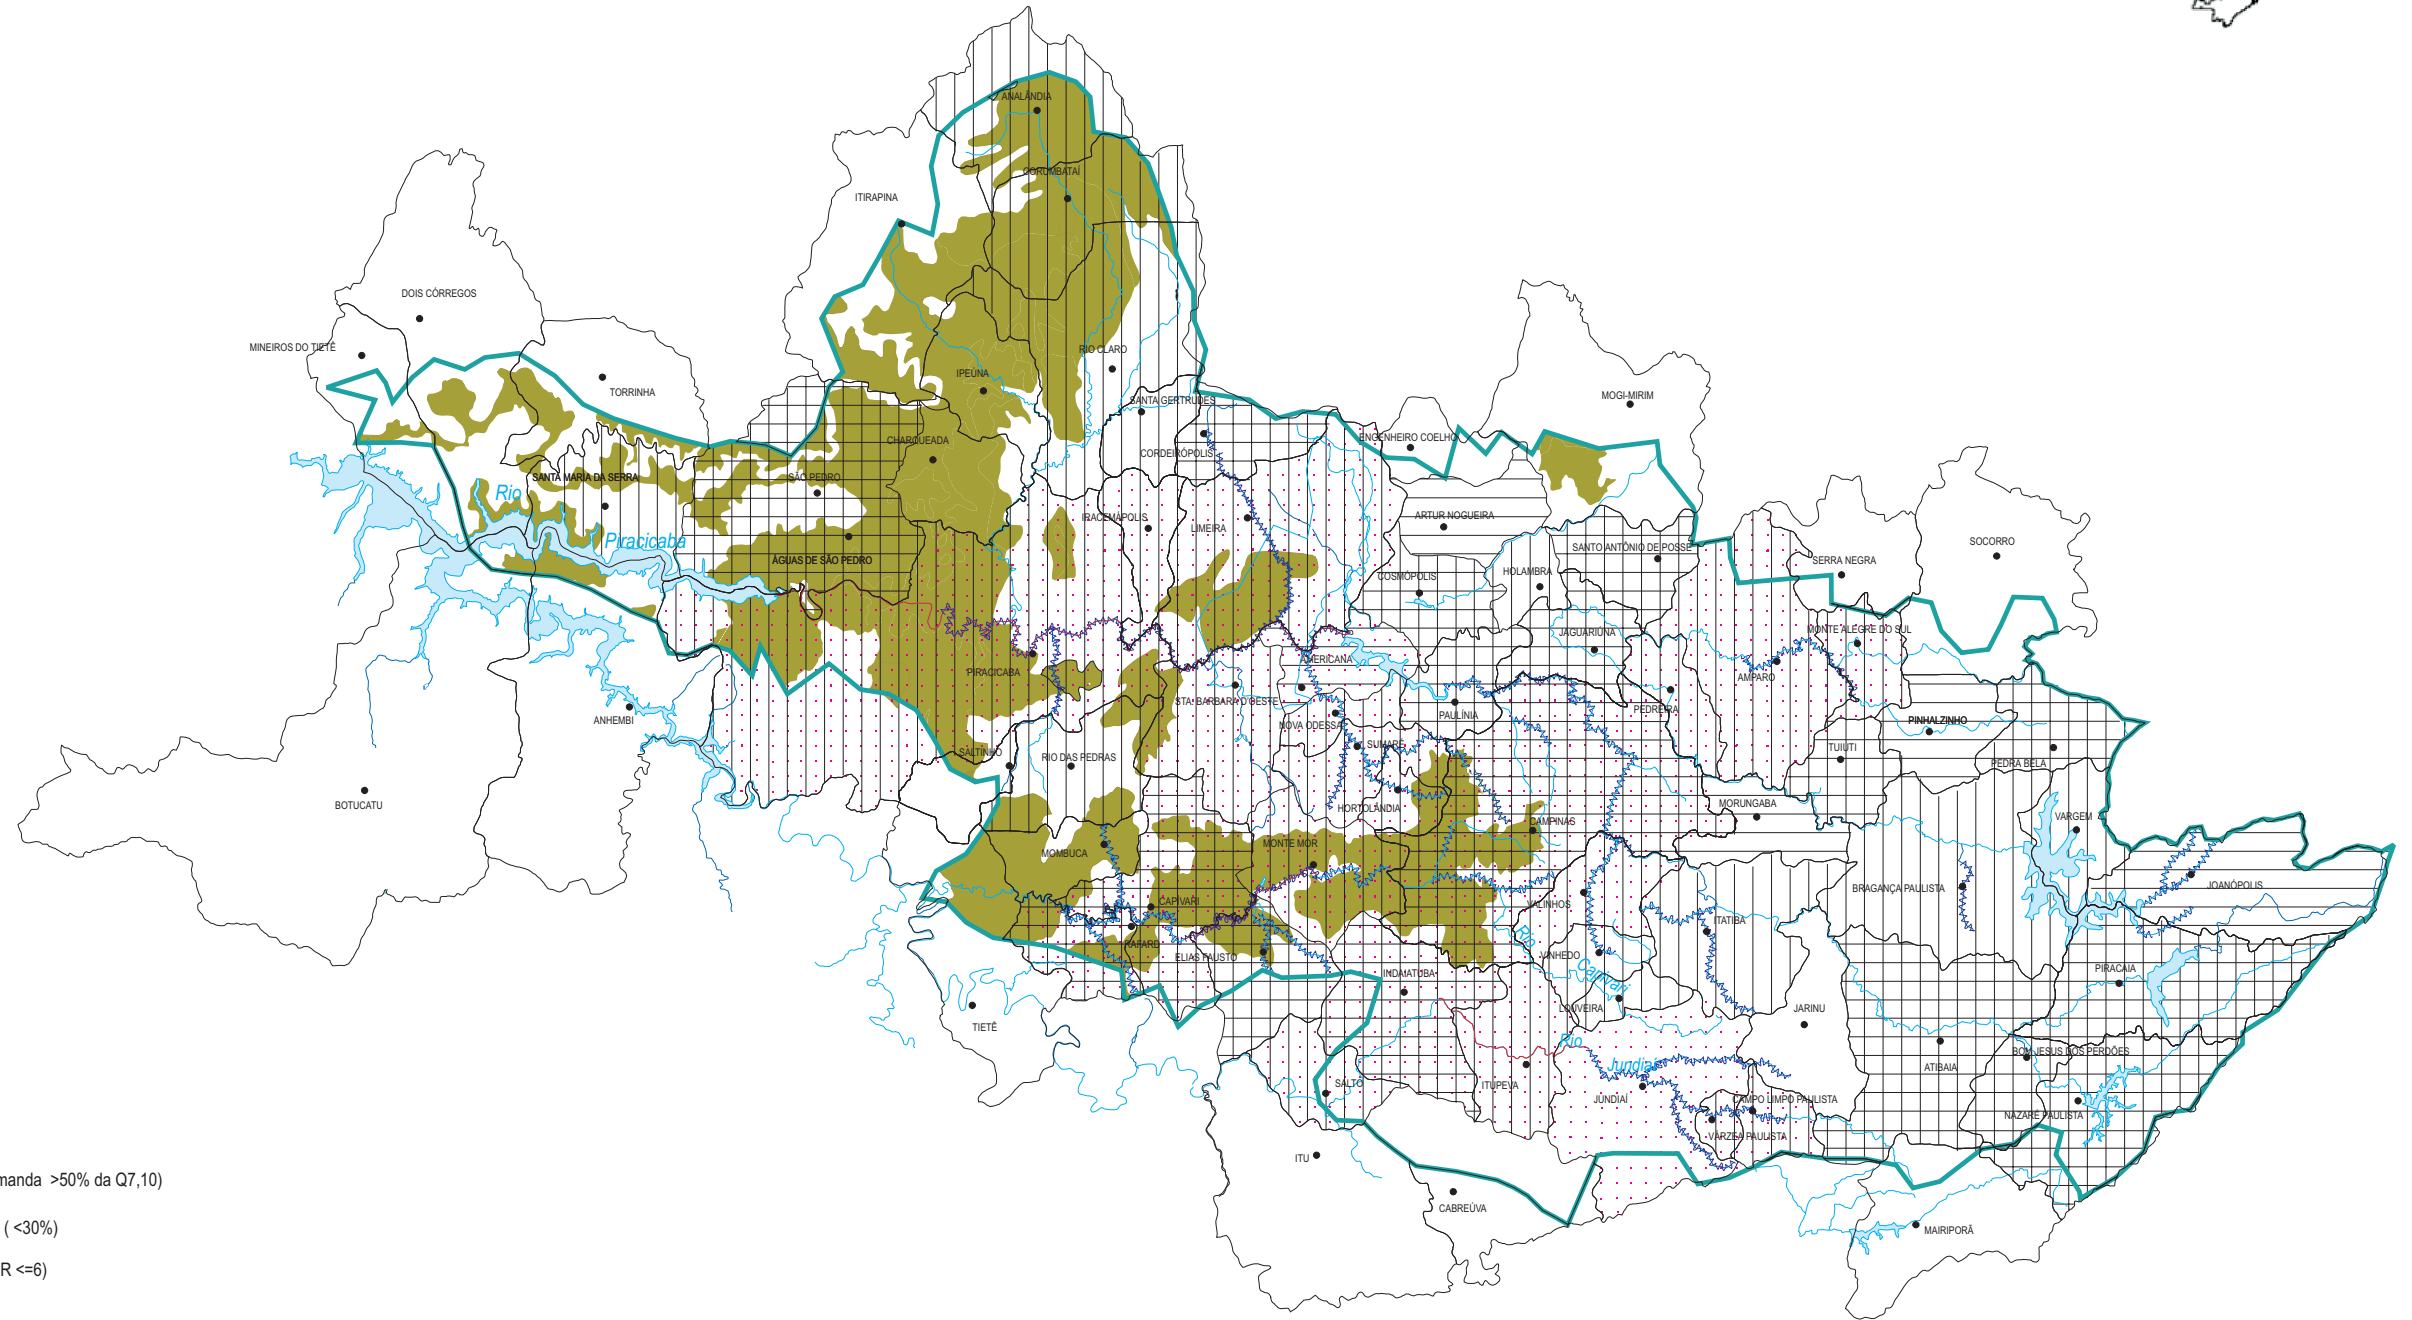 ANALÂNDIA
CORUMBATAÍ
ITIRAPINA
DOIS CÓRREGOS
MINEIROS DO TIETÊ
TORRINHA
RIO CLARO
IPEÚNA
MOGI-MIRIM
SANTA GERTRUDES
CHARQUEADA
ENGENHEIRO COELHO
CORDEIRÓPOLIS
SANTA MARIA DA SERRA
SÃO PEDRO
Rio
ARTUR NOGUEIRA
IRACEMÁPOLIS
LIMEIRA
Piracicaba
SOCORRO
SANTO ANTÔNIO DE POSSE
ÁGUAS DE SÃO PEDRO
SERRA NEGRA
HOLAMBRA
COSMÓPOLIS
MONTE ALEGRE DO SUL
JAGUARIÚNA
AMERICANA
PIRACICABA
AMPARO
STA. BÁRBARA D'OESTE
PEDREIRA
PAULÍNIA
ANHEMBI
PINHALZINHO
NOVA ODESSA
SUMARÉ
TUIUTI
SALTINHO
RIO DAS PEDRAS
PEDRA BELA
BOTUCATU
HORTOLÂNDIA
MORUNGABA
CAMPINAS
VARGEM
MONTE MOR
MOMBUCA
JOANÓPOLIS
BRAGANÇA PAULISTA
CAPIVARI
VALINHOS
ITATIBA
RAFARD
Rio
ELIAS FAUSTO
VINHEDO
Capivari
INDAIATUBA
PIRACAIA
LOUVEIRA
JARINU
TIETÊ
Rio
Jundiaí
BOM JESUS DOS PERDÕES
ATIBAIA
SALTO
ITUPEVA
JUNDIAÍ
CAMPO LIMPO PAULISTA
NAZARÉ PAULISTA
VÁRZEA PAULISTA
ITU
manda >50% da Q7,10)
CABREÚVA
( <30%)
MAIRIPORÃ
R <=6)